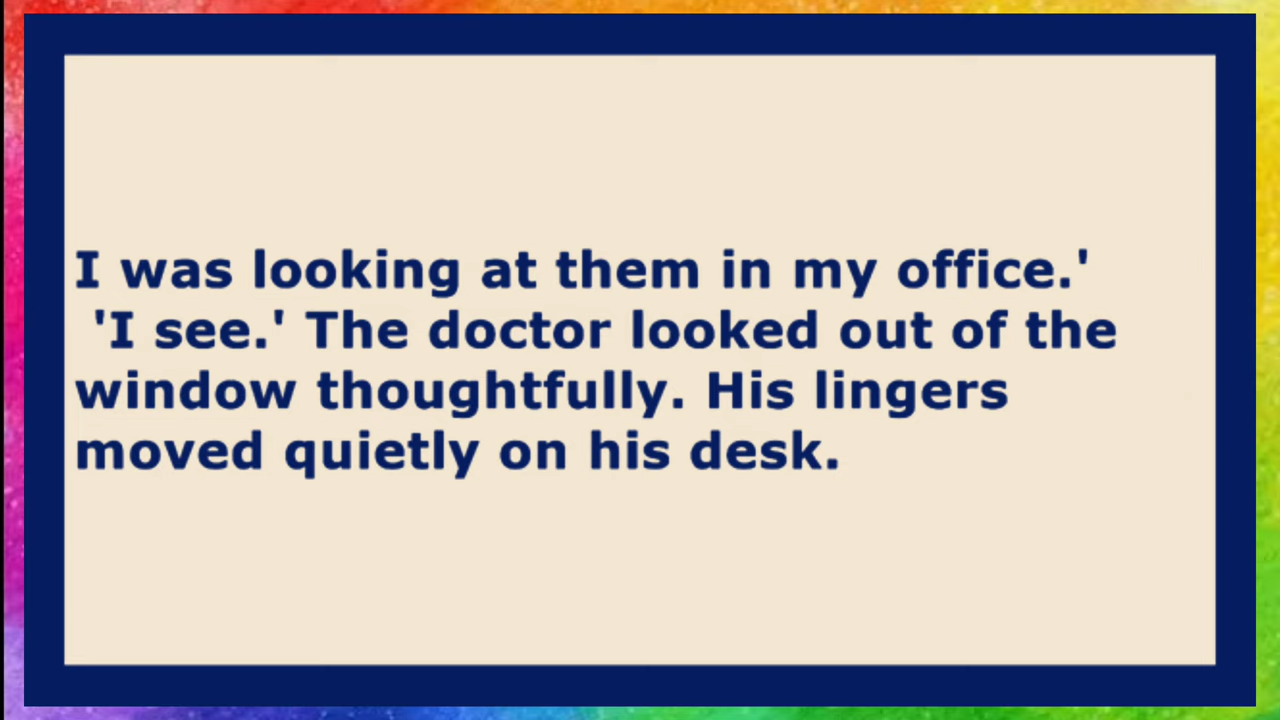 I was looking at them in my office.'
'I see.' The doctor looked out of the
window thoughtfully. His lingers
moved quietly on his desk.